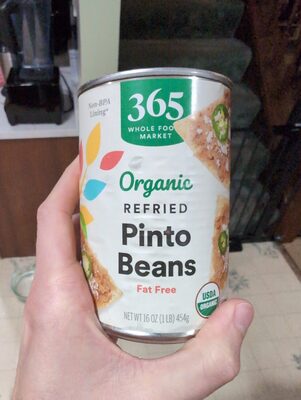 Non-BPA
Lining*
365
WHOLE FOODS
MARKET
Organic
REFRIED
Pinto
Beans
Fat Free
USDA
ORGANIC
NET WT 16 OZ (1 LB) 454g